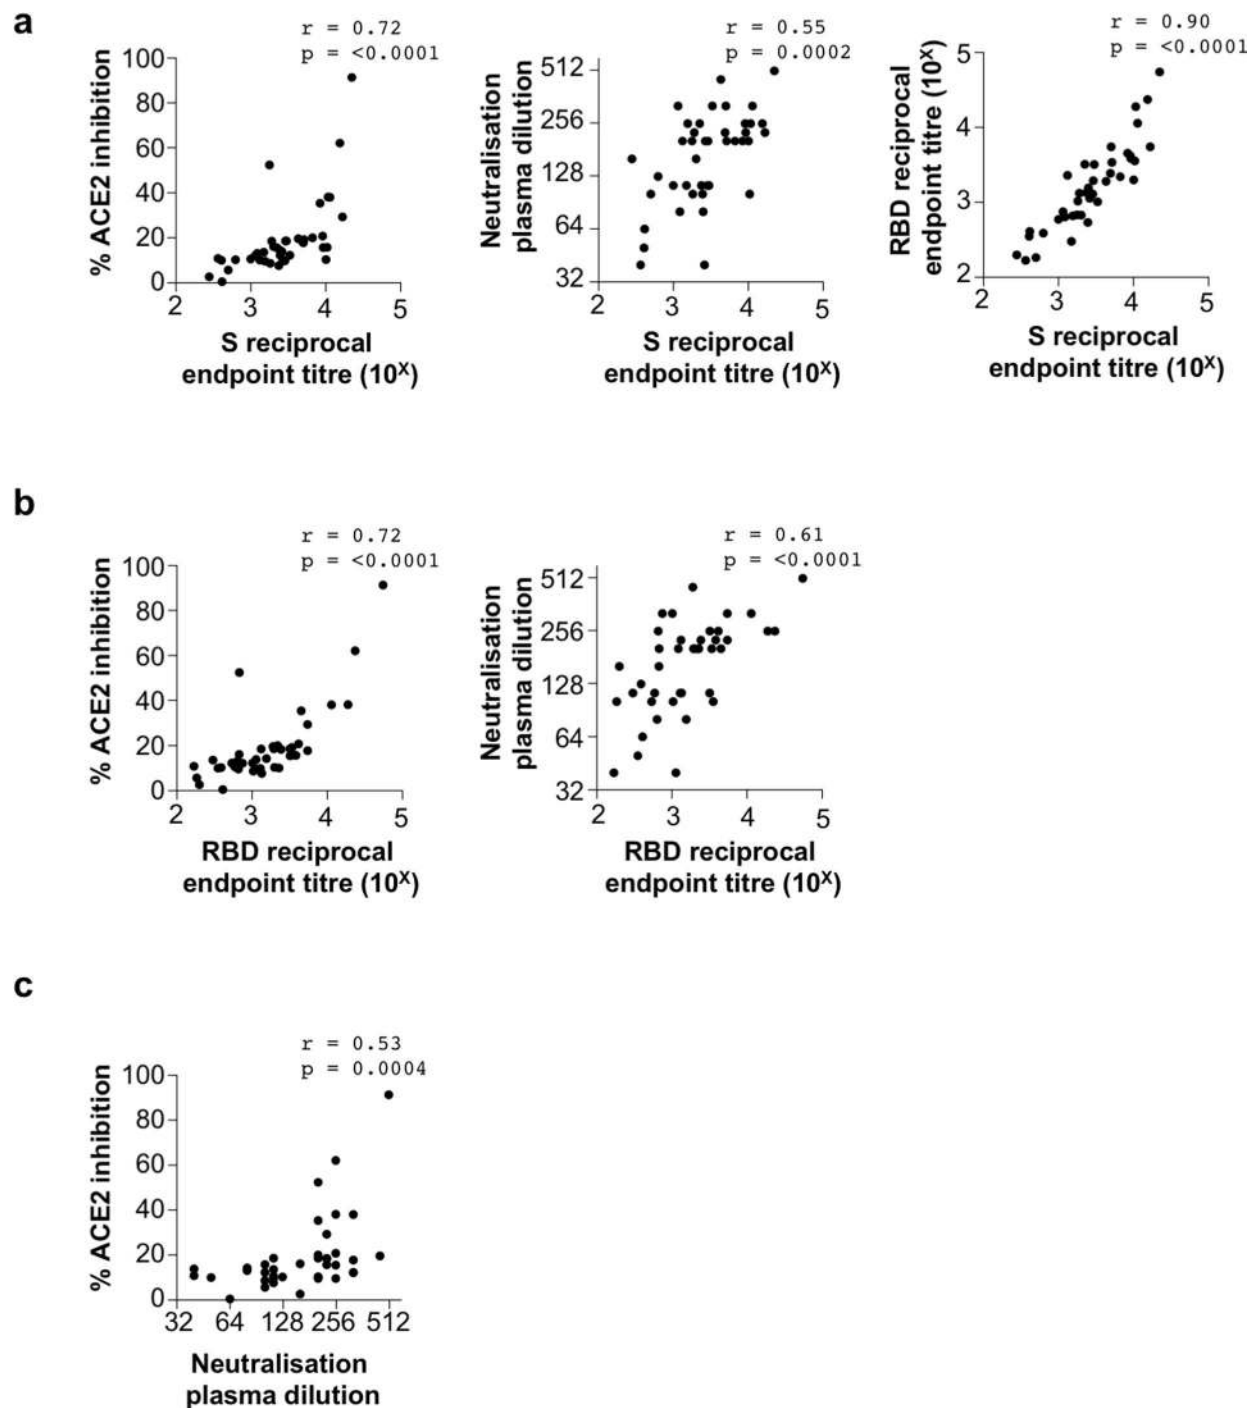 a
r = 0.72
p = <0.0001
100
80
60
40
20
0
% ACE2 inhibition
2 3 4 5
S reciprocal
endpoint titre (10^X)
r = 0.55
p = 0.0002
512
256
128
64
32
Neutralisation
plasma dilution
2 3 4 5
S reciprocal
endpoint titre (10^X)
r = 0.90
p = <0.0001
5
4
3
2
RBD reciprocal
endpoint titre (10^X)
2 3 4 5
S reciprocal
endpoint titre (10^X)
b
r = 0.72
p = <0.0001
100
80
60
40
20
0
% ACE2 inhibition
2 3 4 5
RBD reciprocal
endpoint titre (10^X)
r = 0.61
p = <0.0001
512
256
128
64
32
Neutralisation
plasma dilution
2 3 4 5
RBD reciprocal
endpoint titre (10^X)
c
r = 0.53
p = 0.0004
100
80
60
40
20
0
% ACE2 inhibition
32 64 128 256 512
Neutralisation
plasma dilution